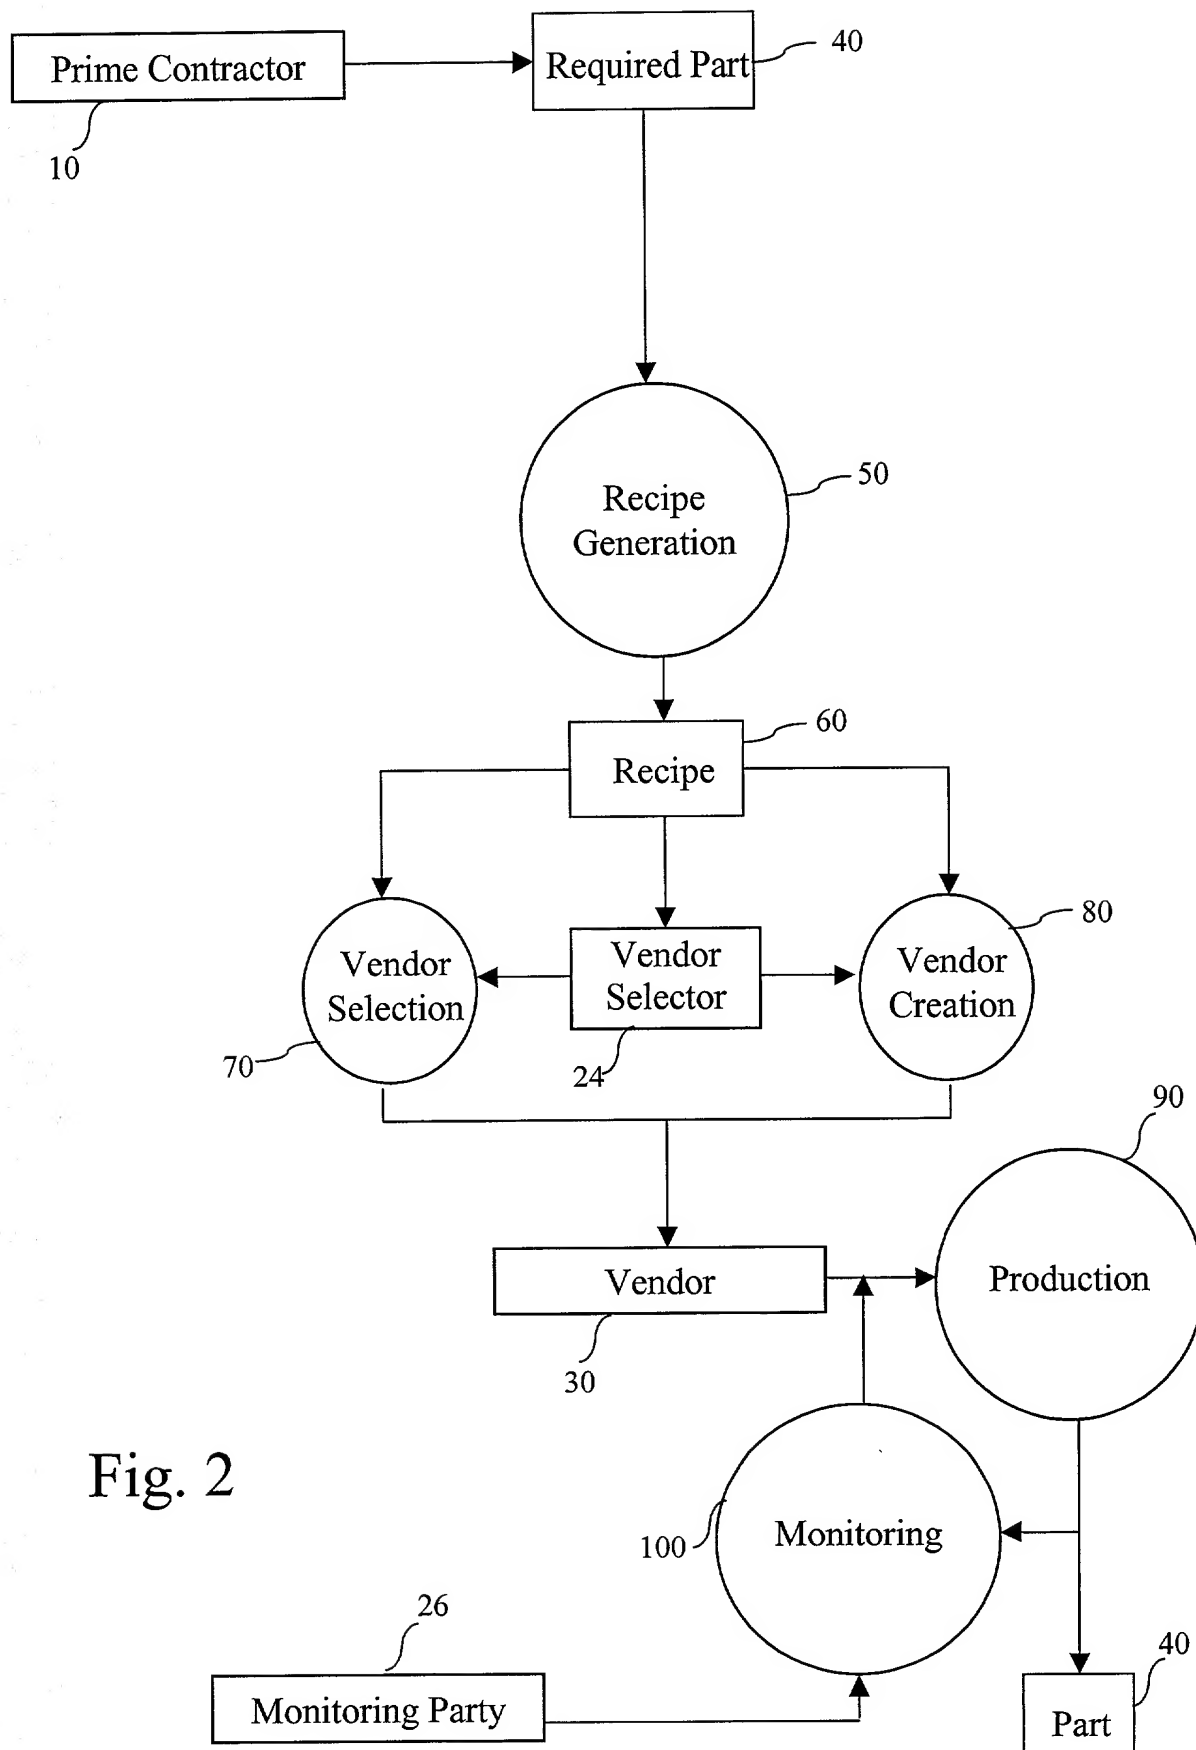 Prime Contractor
10
Required Part
40
Recipe
Generation
50
Recipe
60
Vendor
Selection
70
Vendor
Selector
24
Vendor
Creation
80
Vendor
30
Production
90
Monitoring
100
Fig. 2
Monitoring Party
26
Part
40